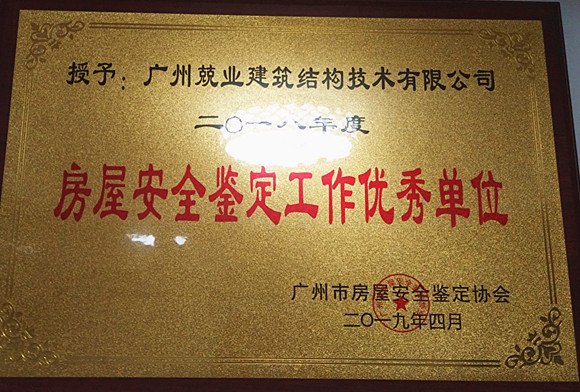 授予：广州兢业建筑结构技术有限公司
二〇一八年度
房屋安全鉴定工作优秀单位
广州市房屋安全鉴定协会
二〇一九年四月